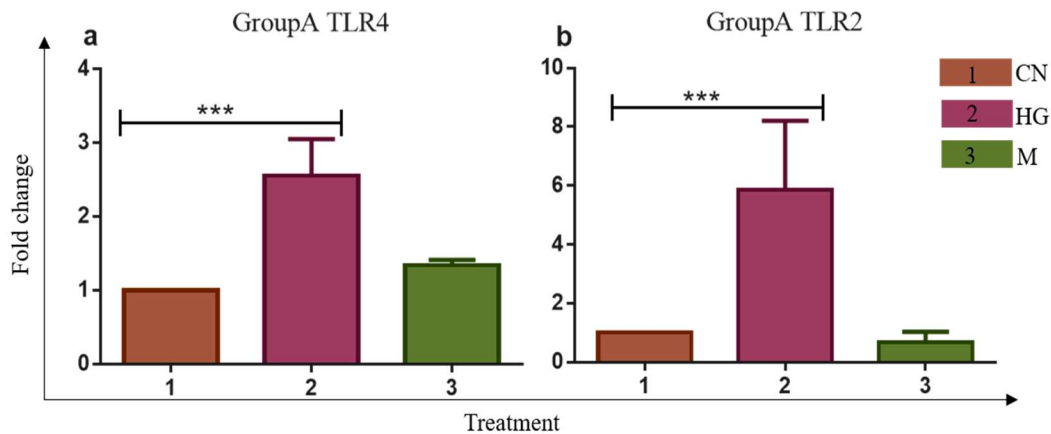 GroupA TLR4
GroupA TLR2
a
b
4
3
2
1
0
***
10
8
6
4
2
0
***
1 CN
2 HG
3 M
Fold change
1 2 3
1 2 3
Treatment